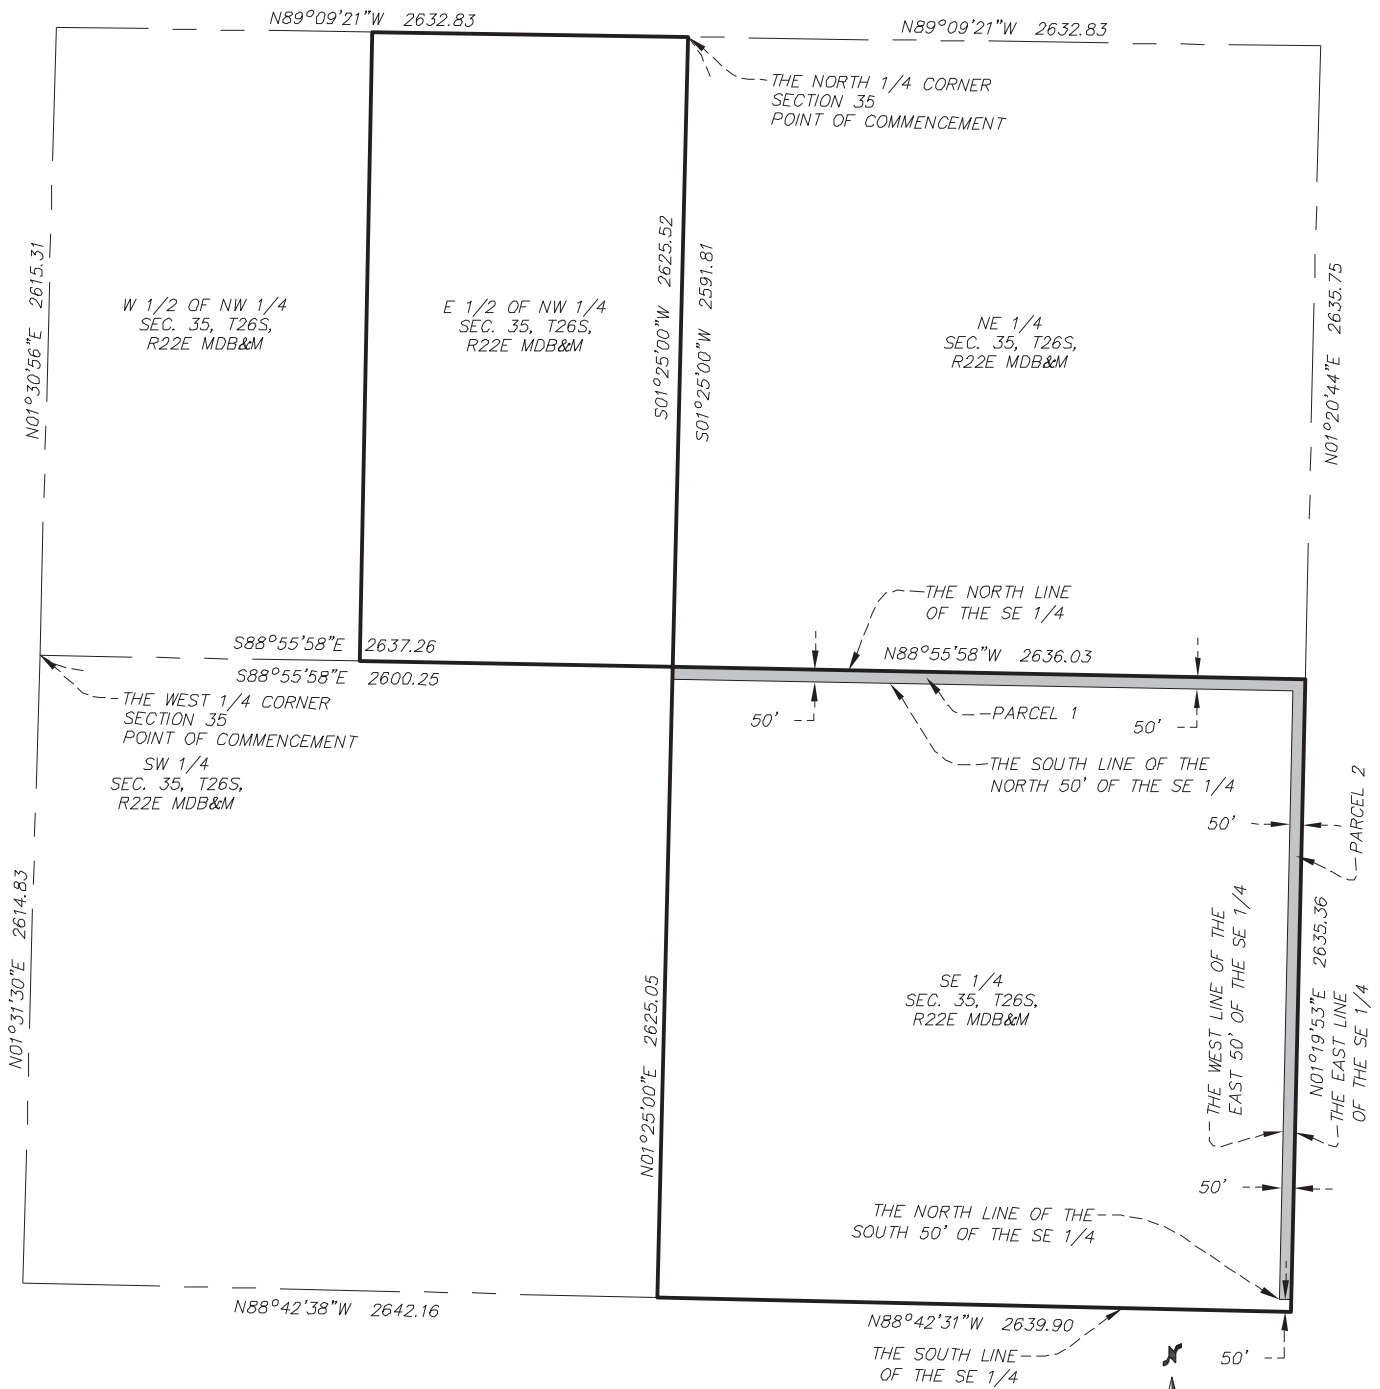 N89°09'21"W 2632.83
N89°09'21"W 2632.83
THE NORTH 1/4 CORNER
SECTION 35
POINT OF COMMENCEMENT
N01°30'56"E 2615.31
W 1/2 OF NW 1/4
SEC. 35, T26S,
R22E MDB&M
E 1/2 OF NW 1/4
SEC. 35, T26S,
R22E MDB&M
S01°25'00"W 2625.52
S01°25'00"W 2591.81
NE 1/4
SEC. 35, T26S,
R22E MDB&M
N01°20'44"E 2635.75
THE NORTH LINE
OF THE SE 1/4
S88°55'58"E 2637.26
S88°55'58"E 2600.25
N88°55'58"W 2636.03
THE WEST 1/4 CORNER
SECTION 35
POINT OF COMMENCEMENT
50'
PARCEL 1
50'
THE SOUTH LINE OF THE
NORTH 50' OF THE SE 1/4
SW 1/4
SEC. 35, T26S,
R22E MDB&M
50'
PARCEL 2
N01°31'30"E 2614.83
N01°25'00"E 2625.05
SE 1/4
SEC. 35, T26S,
R22E MDB&M
THE WEST LINE OF THE
EAST 50' OF THE SE 1/4
N01°19'53"E 2635.36
THE EAST LINE
OF THE SE 1/4
50'
THE NORTH LINE OF THE
SOUTH 50' OF THE SE 1/4
N88°42'38"W 2642.16
N88°42'31"W 2639.90
THE SOUTH LINE
OF THE SE 1/4
N
50'